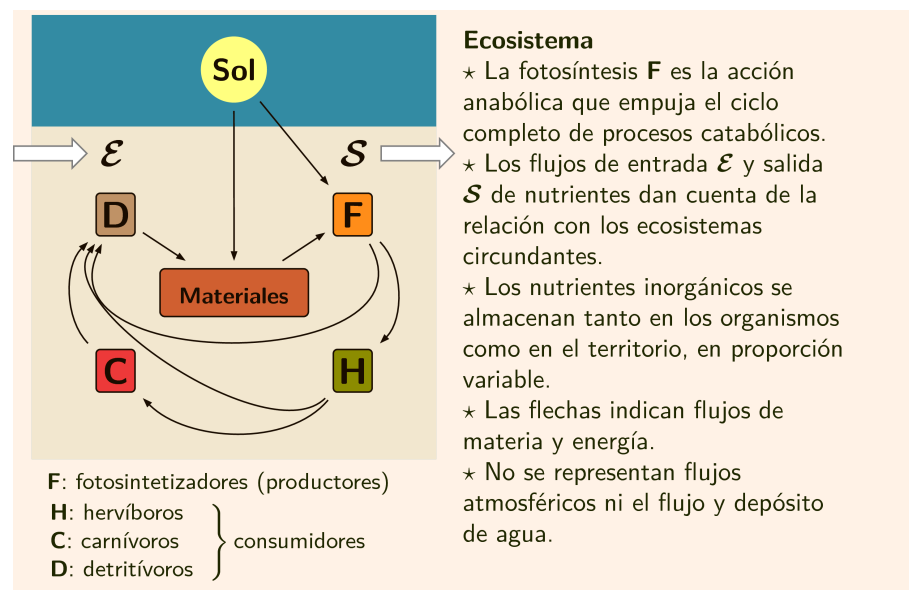 Sol
ℰ
𝒮
D
F
Materiales
C
H
F: fotosintetizadores (productores)
H: hervíboros
C: carnívoros
D: detritívoros
consumidores
Ecosistema
⋆ La fotosíntesis F es la acción
anabólica que empuja el ciclo
completo de procesos catabólicos.
⋆ Los flujos de entrada ℰ y salida
𝒮 de nutrientes dan cuenta de la
relación con los ecosistemas
circundantes.
⋆ Los nutrientes inorgánicos se
almacenan tanto en los organismos
como en el territorio, en proporción
variable.
⋆ Las flechas indican flujos de
materia y energía.
⋆ No se representan flujos
atmosféricos ni el flujo y depósito
de agua.